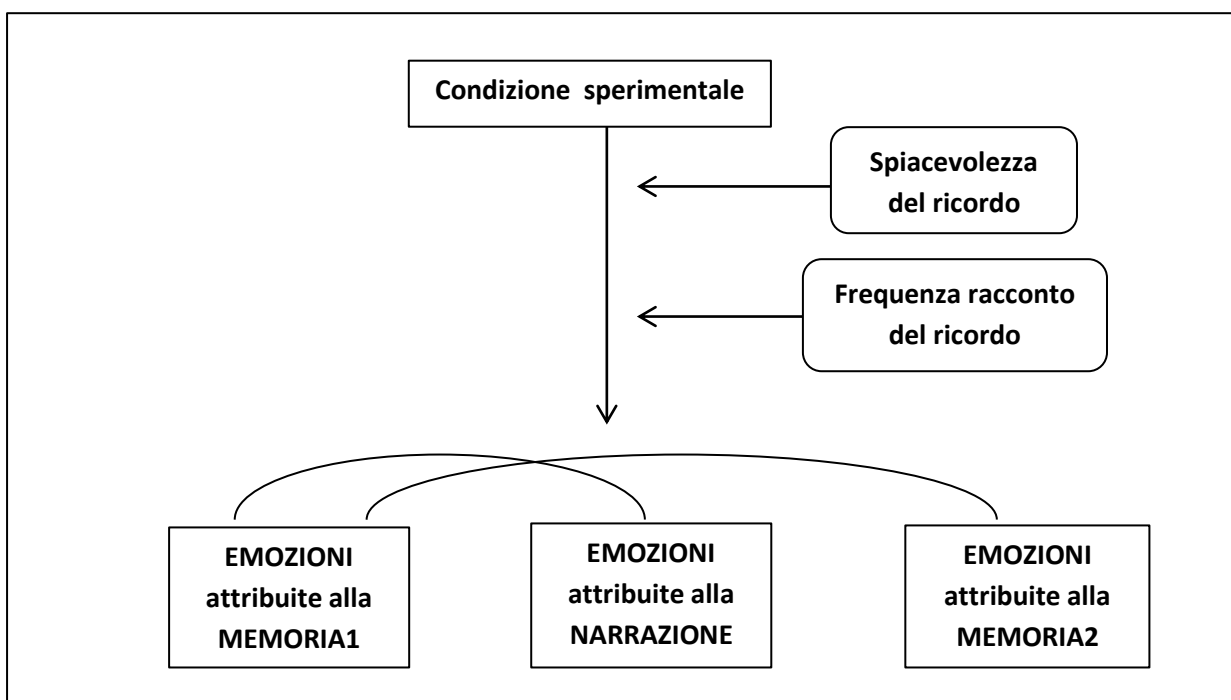 Condizione sperimentale
Spiacevolezza
del ricordo
Frequenza racconto
del ricordo
EMOZIONI
attribuite alla
MEMORIA1
EMOZIONI
attribuite alla
NARRAZIONE
EMOZIONI
attribuite alla
MEMORIA2